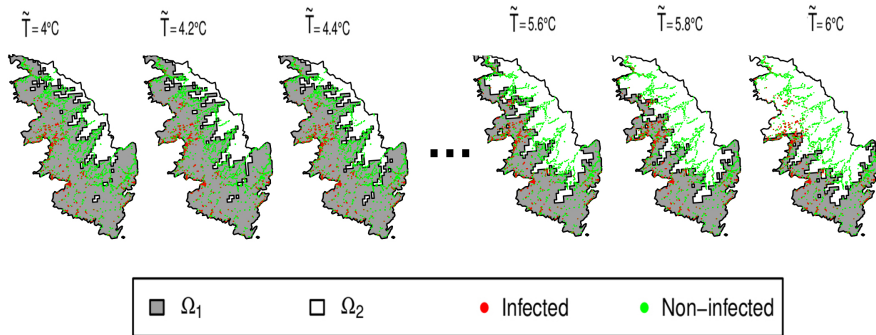 T̃ = 4°C
T̃ = 4.2°C
T̃ = 4.4°C
T̃ = 5.6°C
T̃ = 5.8°C
T̃ = 6°C
Ω₁ Ω₂ Infected Non−infected